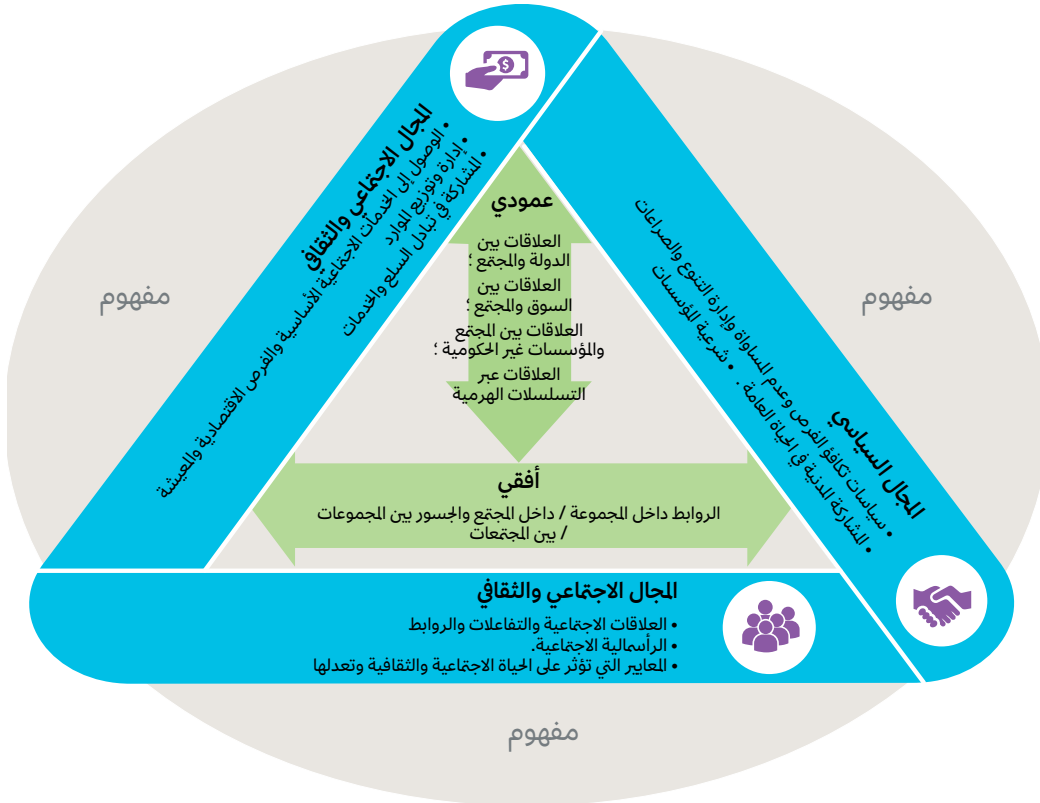 المجال الاجتماعي والثقافي
• الوصول إلى الخدمات الاجتماعية الأساسية والفرص الاقتصادية والمعيشة
• إدارة وتوزيع الموارد
• المشاركة في تبادل السلع والخدمات
عمودي
العلاقات بين
الدولة والمجتمع ؛
العلاقات بين
السوق والمجتمع ؛
العلاقات بين المجتمع
والمؤسسات غير الحكومية ؛
العلاقات عبر
التسلسلات الهرمية
المجال السياسي
• سياسات تكافؤ الفرص وعدم المساواة وإدارة التنوع والصراعات
• المشاركة المدنية في الحياة العامة . • شرعية المؤسسات
مفهوم
مفهوم
أفقي
الروابط داخل المجموعة / داخل المجتمع والجسور بين المجموعات
/ بين المجتمعات
المجال الاجتماعي والثقافي
• العلاقات الاجتماعية والتفاعلات والروابط
• الرأسمالية الاجتماعية.
• المعايير التي تؤثر على الحياة الاجتماعية والثقافية وتعدلها
مفهوم